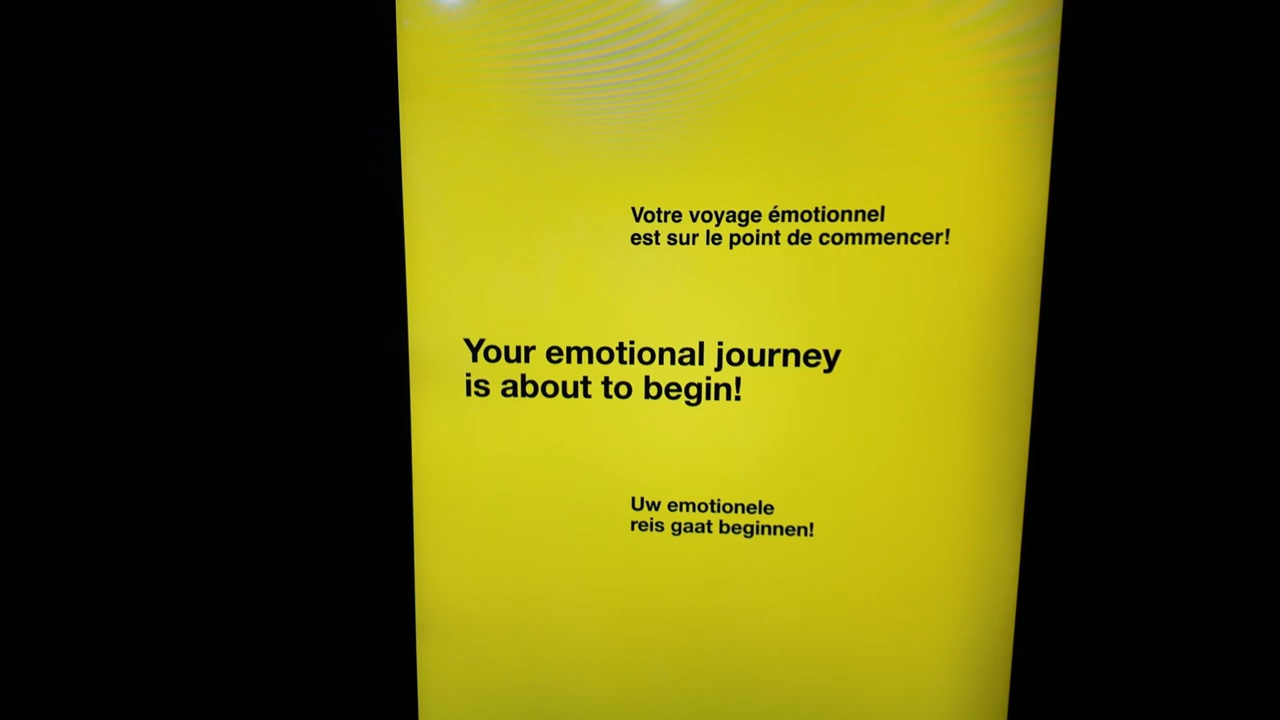 Votre voyage émotionnel
est sur le point de commencer!
Your emotional journey
is about to begin!
Uw emotionele
reis gaat beginnen!